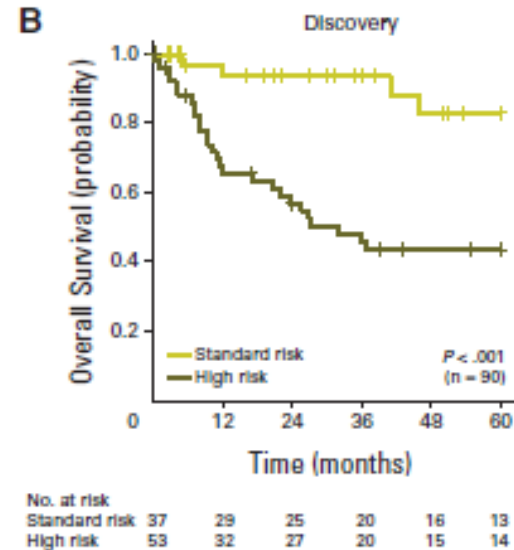 B
Discovery
Overall Survival (probability)
1.0
0.8
0.6
0.4
0.2
Standard risk
High risk
P < .001
(n = 90)
0 12 24 36 48 60
Time (months)
No. at risk
Standard risk 37 29 25 20 16 13
High risk 53 32 27 20 15 14